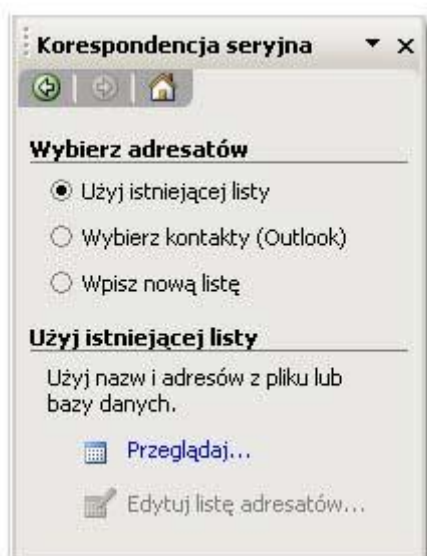 Korespondencja seryjna
Wybierz adresatów
Użyj istniejącej listy
Wybierz kontakty (Outlook)
Wpisz nową listę
Użyj istniejącej listy
Użyj nazw i adresów z pliku lub
bazy danych.
Przeglądaj...
Edytuj listę adresatów...